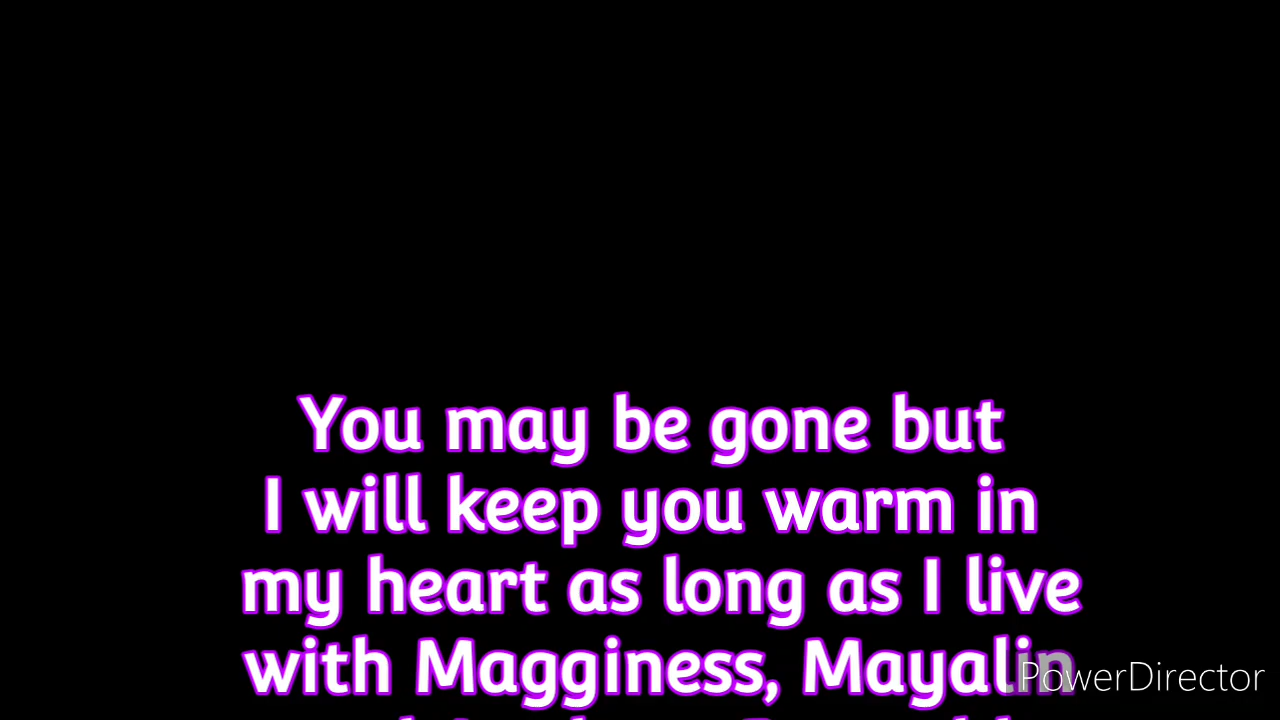 You may be gone but
I will keep you warm in
my heart as long as I live
with Magginess, Mayalin
PowerDirector